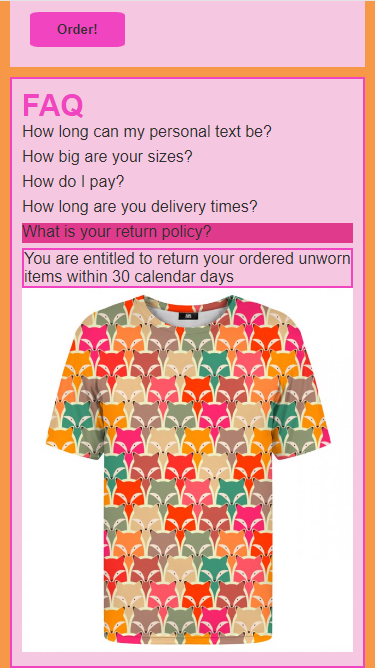 Order!
FAQ
How long can my personal text be?
How big are your sizes?
How do I pay?
How long are you delivery times?
What is your return policy?
You are entitled to return your ordered unworn
items within 30 calendar days